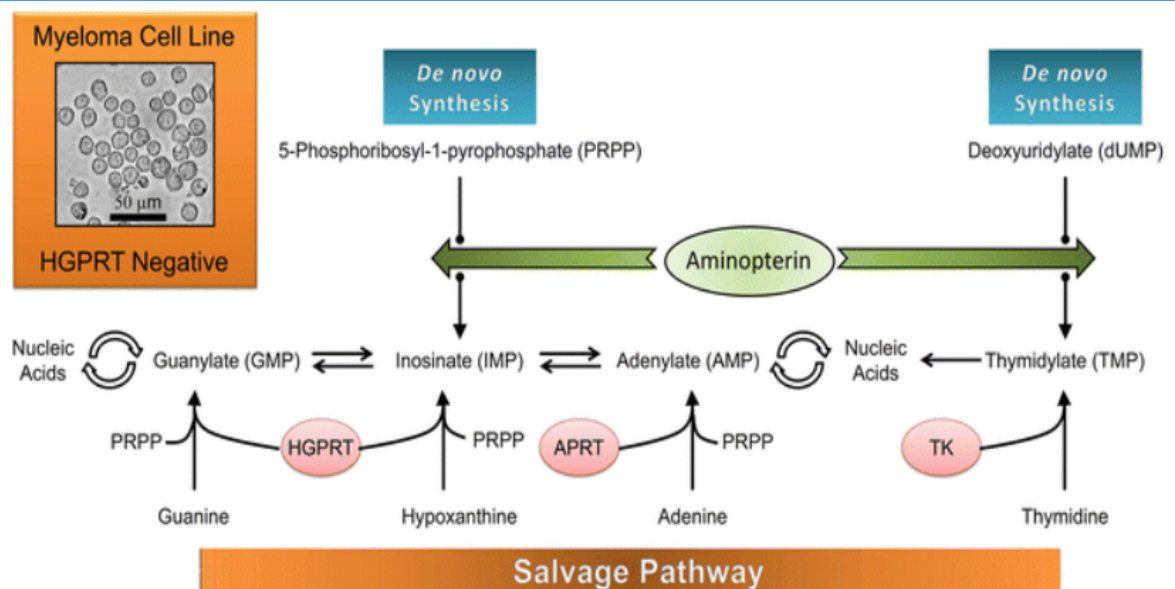 Myeloma Cell Line
50 µm
HGPRT Negative
De novo
Synthesis
De novo
Synthesis
5-Phosphoribosyl-1-pyrophosphate (PRPP)
Deoxyuridylate (dUMP)
Aminopterin
Nucleic
Acids
Guanylate (GMP)
Inosinate (IMP)
Adenylate (AMP)
Nucleic
Acids
Thymidylate (TMP)
PRPP
HGPRT
PRPP
APRT
PRPP
TK
Guanine
Hypoxanthine
Adenine
Thymidine
Salvage Pathway